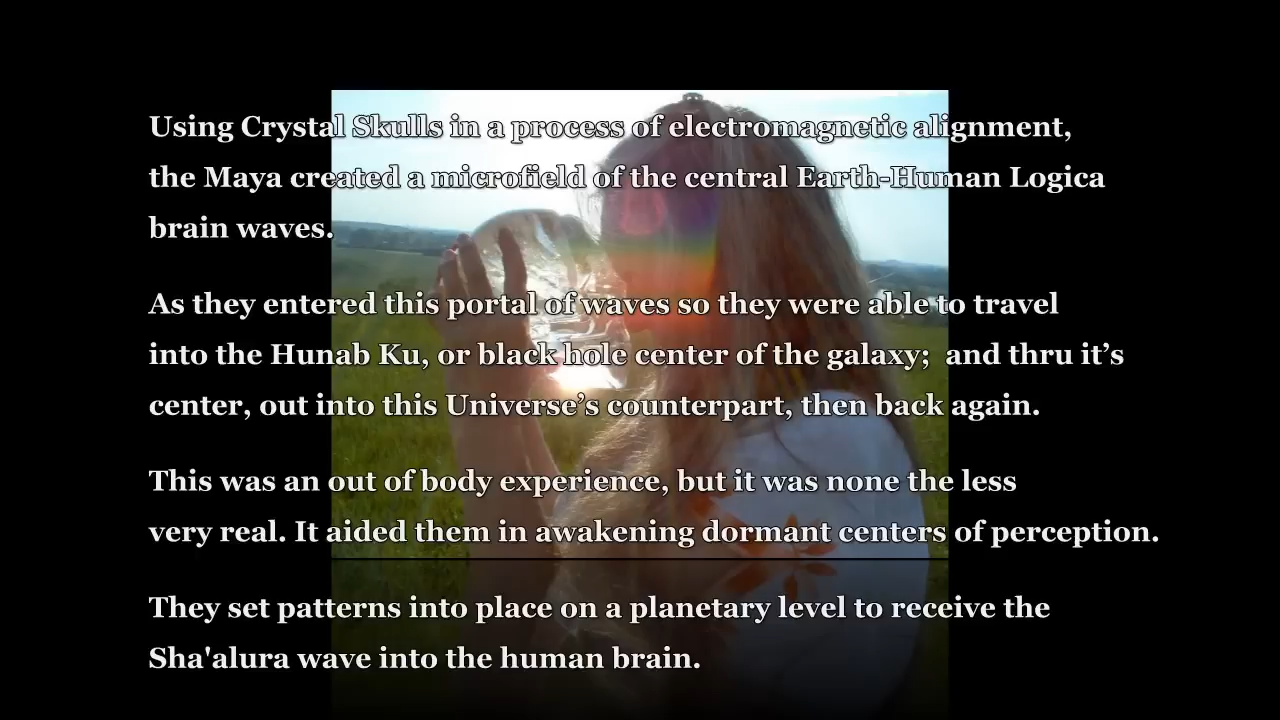 Using Crystal Skulls in a process of electromagnetic alignment,
the Maya created a microfield of the central Earth-Human Logica
brain waves.
As they entered this portal of waves so they were able to travel
into the Hunab Ku, or black hole center of the galaxy;  and thru it’s
center, out into this Universe’s counterpart, then back again.
This was an out of body experience, but it was none the less
very real. It aided them in awakening dormant centers of perception.
They set patterns into place on a planetary level to receive the
Sha'alura wave into the human brain.